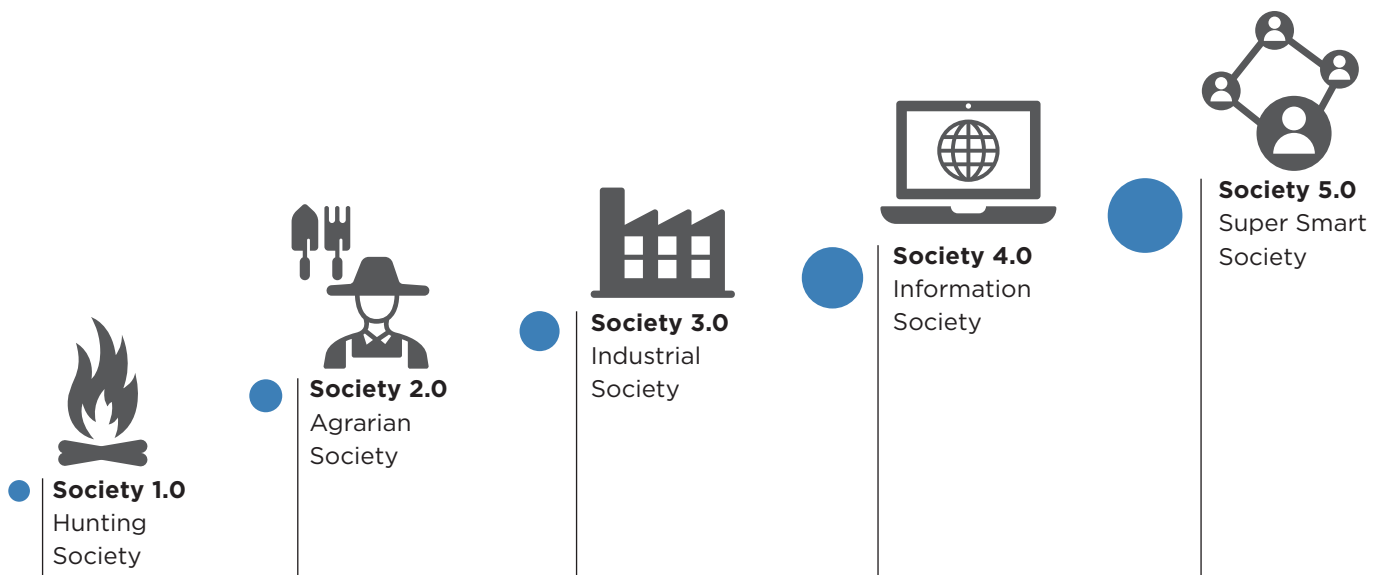 Society 1.0
Hunting
Society
Society 2.0
Agrarian
Society
Society 3.0
Industrial
Society
Society 4.0
Information
Society
Society 5.0
Super Smart
Society